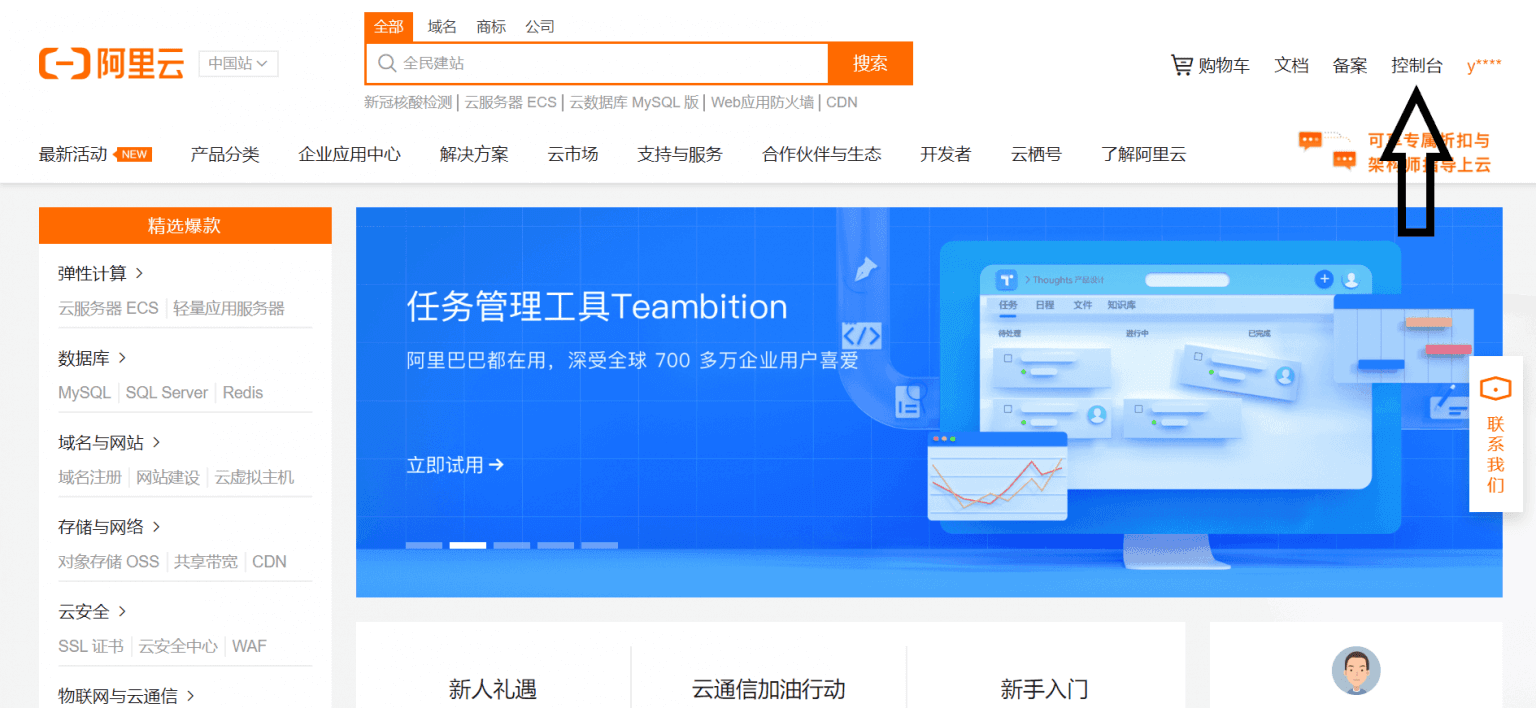 全部 域名 商标 公司
阿里云 中国站
全民建站 搜索
购物车 文档 备案 控制台 y****
新冠核酸检测 | 云服务器 ECS | 云数据库 MySQL 版 | Web应用防火墙 | CDN
最新活动 NEW 产品分类 企业应用中心 解决方案 云市场 支持与服务 合作伙伴与生态 开发者 云栖号 了解阿里云
可享专属折扣与
架构师指导上云
精选爆款
弹性计算 >
云服务器 ECS | 轻量应用服务器
数据库 >
MySQL | SQL Server | Redis
域名与网站 >
域名注册 | 网站建设 | 云虚拟主机
存储与网络 >
对象存储 OSS | 共享带宽 | CDN
云安全 >
SSL 证书 | 云安全中心 | WAF
物联网与云通信 >
任务管理工具Teambition
阿里巴巴都在用，深受全球 700 多万企业用户喜爱
立即试用→
</>
T > Thoughts 产品设计
任务 日程 文件 知识库
待处理 进行中 已完成
联
系
我
们
新人礼遇 云通信加油行动 新手入门